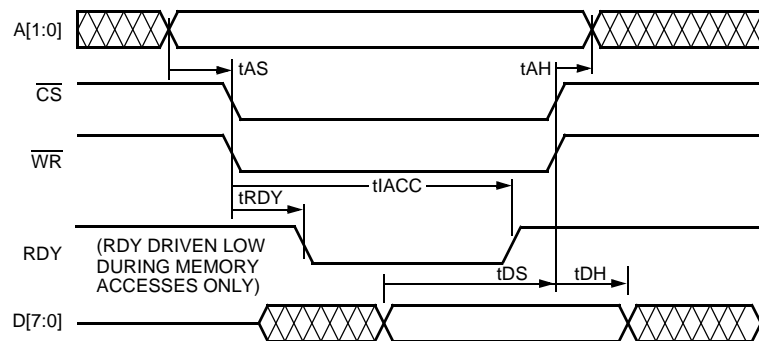 A[1:0]
tAS
tAH
CS
WR
tIACC
tRDY
RDY
(RDY DRIVEN LOW
DURING MEMORY
ACCESSES ONLY)
tDS
tDH
D[7:0]